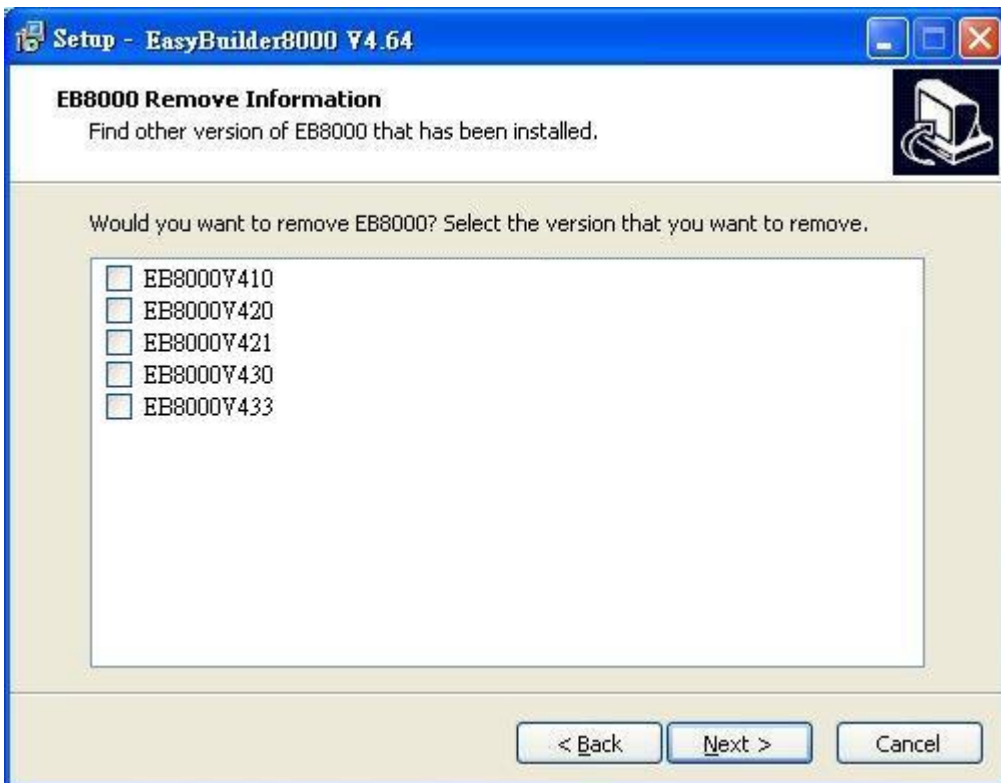 Setup - EasyBuilder8000 V4.64
EB8000 Remove Information
Find other version of EB8000 that has been installed.
Would you want to remove EB8000? Select the version that you want to remove.
EB8000V410
EB8000V420
EB8000V421
EB8000V430
EB8000V433
< Back
Next >
Cancel